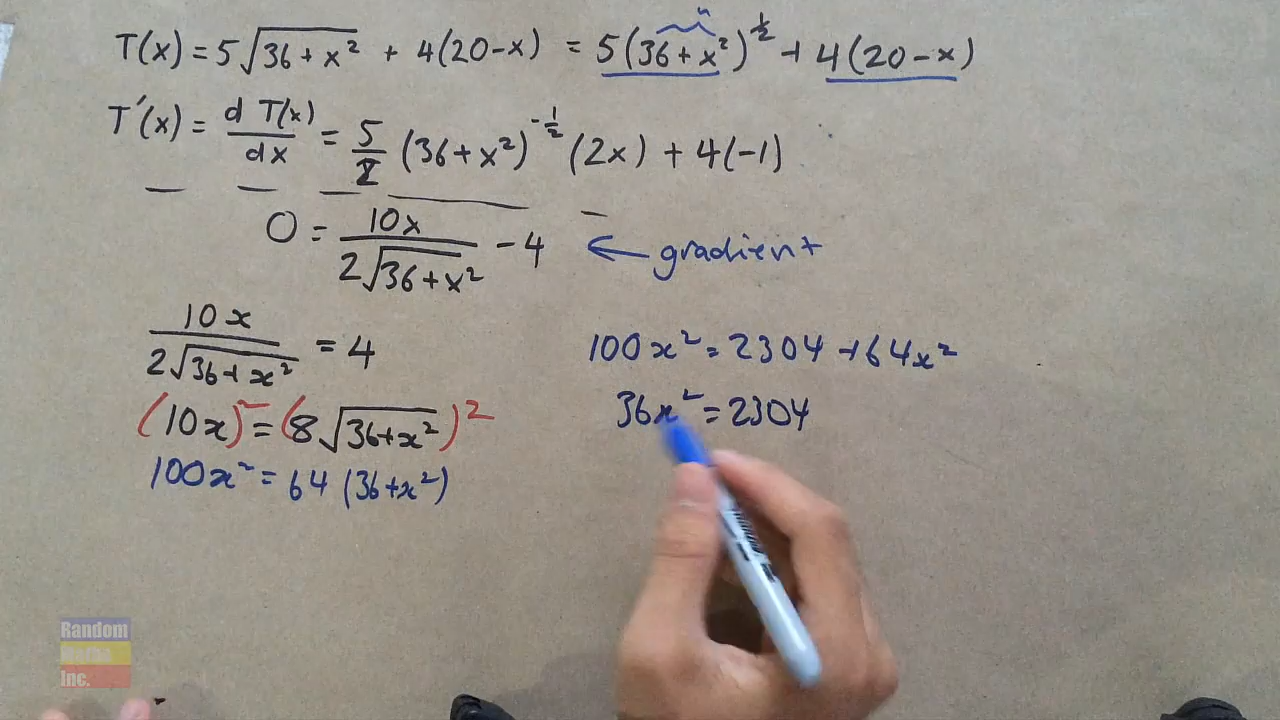 T(x) = 5√(36+x²) + 4(20-x) = 5(36+x²)^½ + 4(20-x)
u
T'(x) = d T(x)/dx = 5/2 (36+x²)^-½ (2x) + 4(-1)
0 = 10x/2√(36+x²) - 4 ← gradient
10x/2√(36+x²) = 4
(10x)² = (8√(36+x²))²
100x² = 64 (36+x²)
100x² = 2304 + 64x²
36x² = 2304
Random
Maths
Inc.